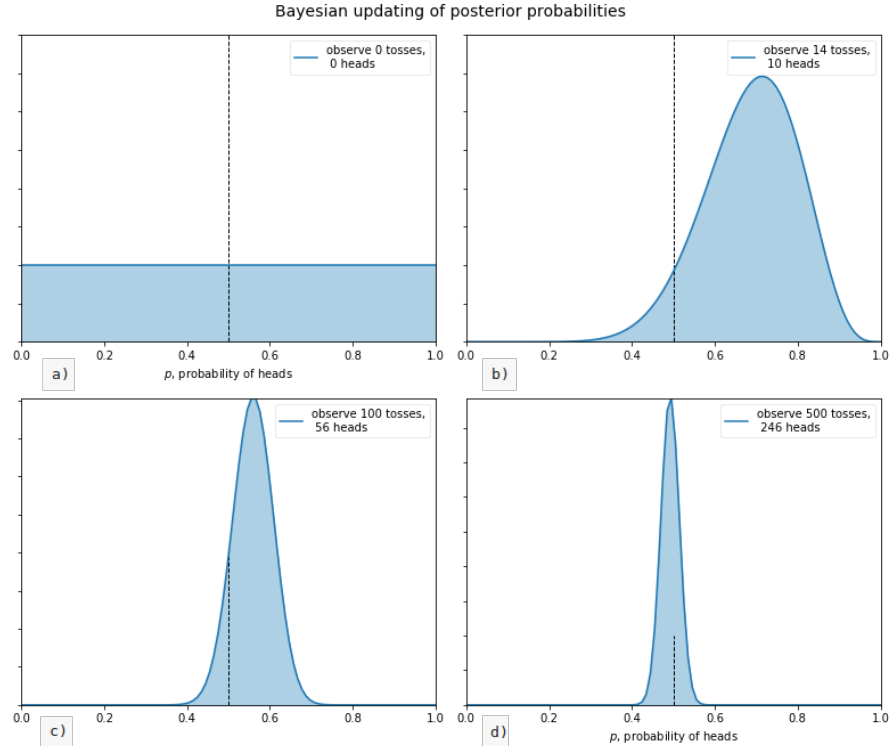 Bayesian updating of posterior probabilities
observe 0 tosses,
0 heads
0.0 0.2 0.4 0.6 0.8 1.0
a)
p, probability of heads
observe 14 tosses,
10 heads
0.0 0.2 0.4 0.6 0.8 1.0
b)
observe 100 tosses,
56 heads
0.0 0.2 0.4 0.6 0.8 1.0
c)
observe 500 tosses,
246 heads
0.0 0.2 0.4 0.6 0.8 1.0
d)
p, probability of heads